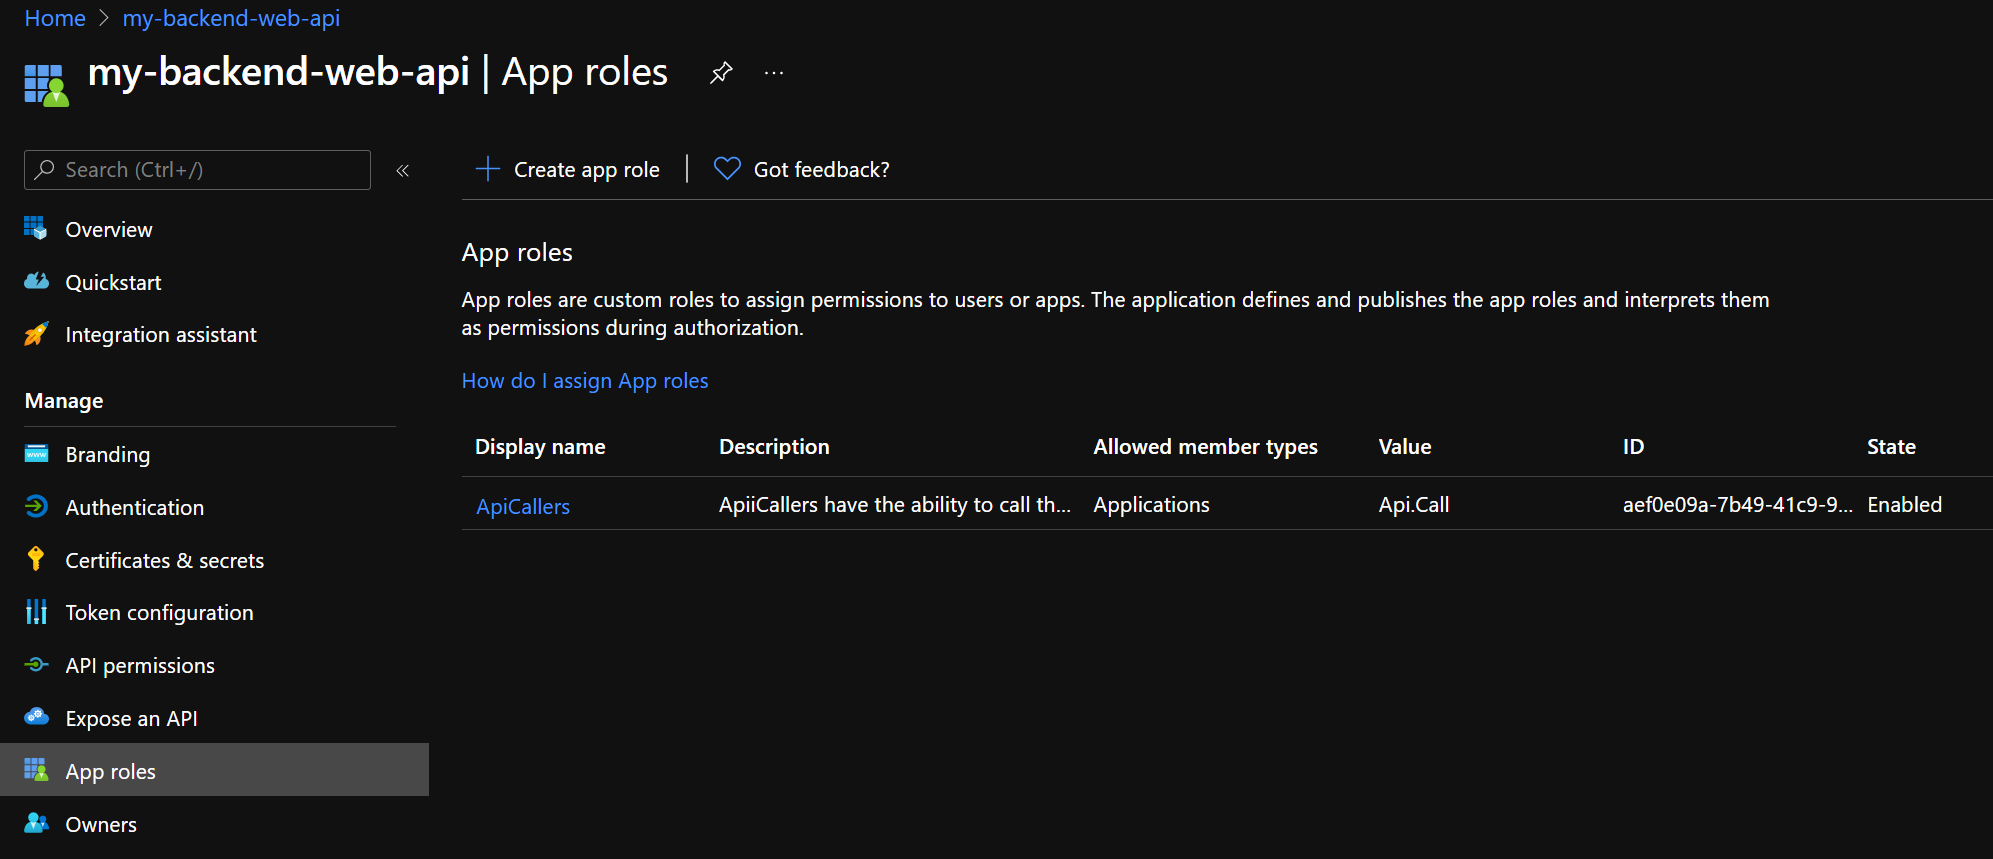 Home > my-backend-web-api
my-backend-web-api | App roles
Search (Ctrl+/)
Overview
Quickstart
Integration assistant
Manage
Branding
Authentication
Certificates & secrets
Token configuration
API permissions
Expose an API
App roles
Owners
Create app role | Got feedback?
App roles
App roles are custom roles to assign permissions to users or apps. The application defines and publishes the app roles and interprets them
as permissions during authorization.
How do I assign App roles
Display name Description Allowed member types Value ID State
ApiCallers ApiiCallers have the ability to call th... Applications Api.Call aef0e09a-7b49-41c9-9... Enabled